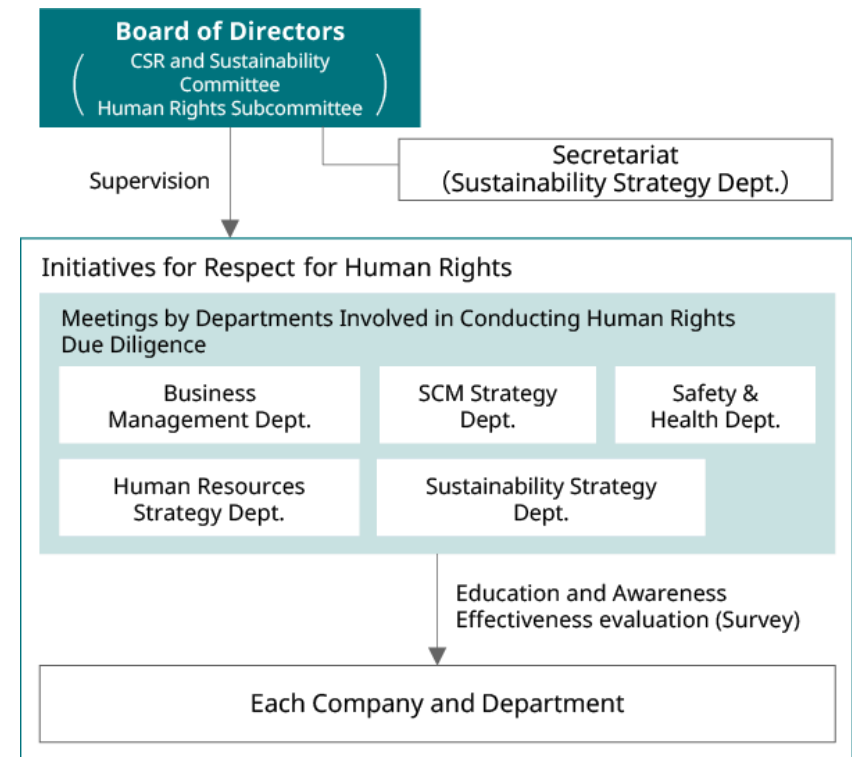 Board of Directors
(CSR and Sustainability
Committee
Human Rights Subcommittee)
Supervision
Secretariat
(Sustainability Strategy Dept.)
Initiatives for Respect for Human Rights
Meetings by Departments Involved in Conducting Human Rights
Due Diligence
Business
Management Dept.
SCM Strategy
Dept.
Safety &
Health Dept.
Human Resources
Strategy Dept.
Sustainability Strategy
Dept.
Education and Awareness
Effectiveness evaluation (Survey)
Each Company and Department